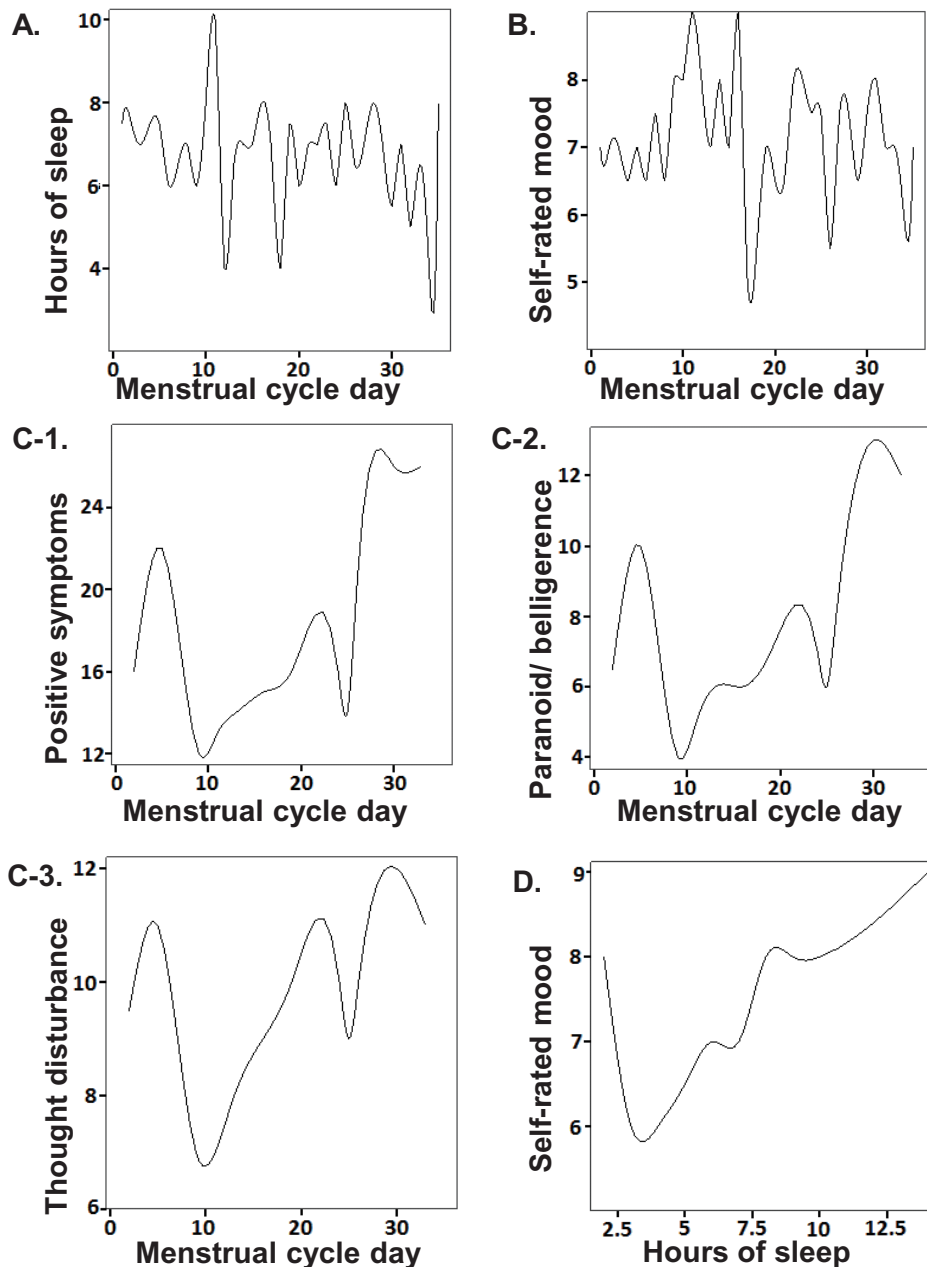 A.
Hours of sleep
10
8
6
4
0
10
20
30
Menstrual cycle day
B.
Self-rated mood
8
7
6
5
0
10
20
30
Menstrual cycle day
C-1.
Positive symptoms
24
20
16
12
0
10
20
30
Menstrual cycle day
C-2.
Paranoid/ belligerence
12
10
8
6
4
0
10
20
30
Menstrual cycle day
C-3.
Thought disturbance
12
10
8
6
0
10
20
30
Menstrual cycle day
D.
Self-rated mood
9
8
7
6
2.5
5
7.5
10
12.5
Hours of sleep